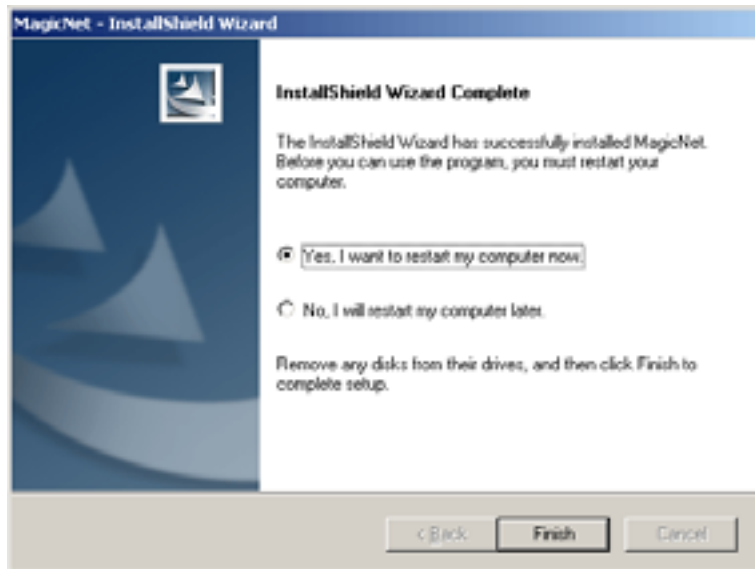 MagicNet - InstallShield Wizard
InstallShield Wizard Complete
The InstallShield Wizard has successfully installed MagicNet.
Before you can use the program, you must restart your
computer.
Yes, I want to restart my computer now.
No, I will restart my computer later.
Remove any disks from their drives, and then click Finish to
complete setup.
< Back
Finish
Cancel